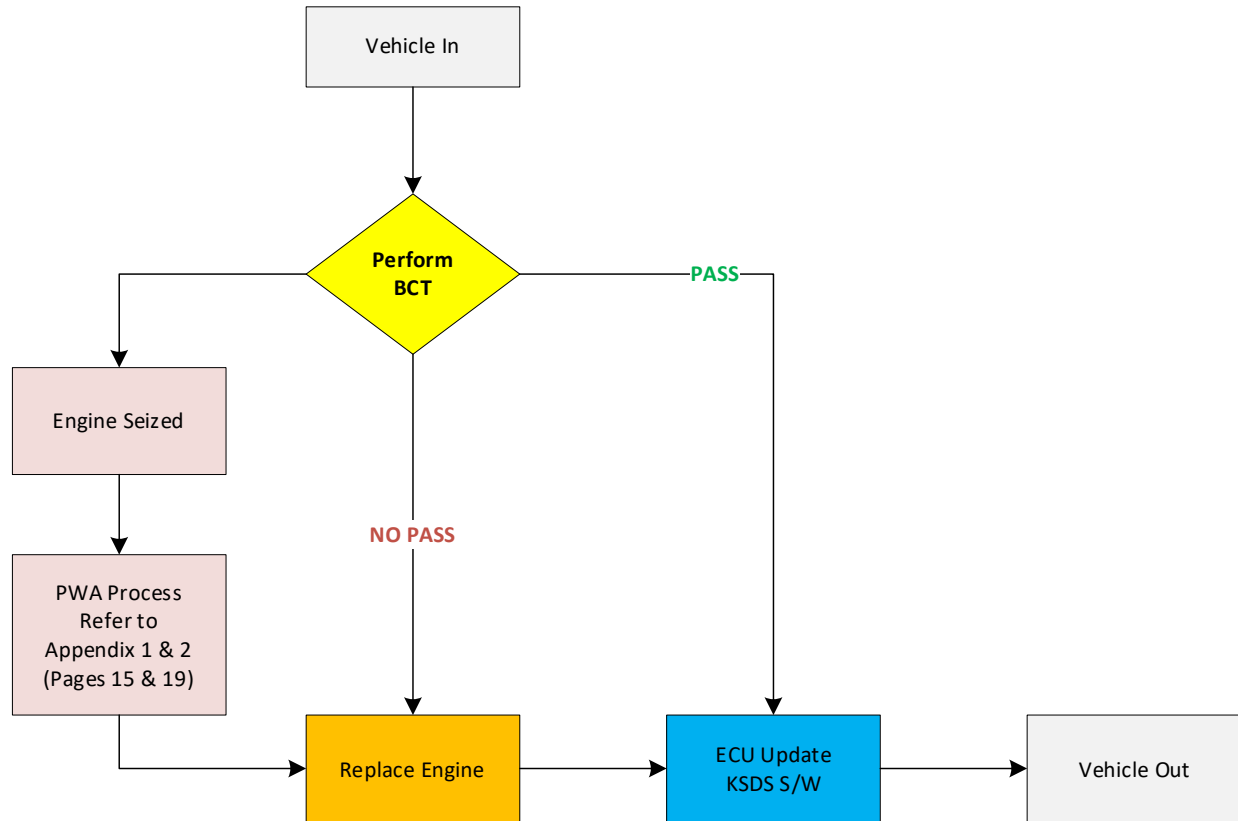 Vehicle In
Perform
BCT
PASS
Engine Seized
NO PASS
PWA Process
Refer to
Appendix 1 & 2
(Pages 15 & 19)
Replace Engine
ECU Update
KSDS S/W
Vehicle Out